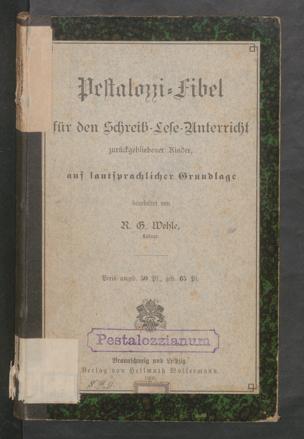 Pestalozzi-Fibel
für den Schreib-Lese-Unterricht
zurückgebliebener Kinder,
auf lautsprachlicher Grundlage
bearbeitet von
R. G. Wehle,
Preis ungeb. 50 Pf., geb. 65 Pf.
Pestalozzianum
Braunschweig und Leipzig.
Verlag von Hellmuth Wollermann.